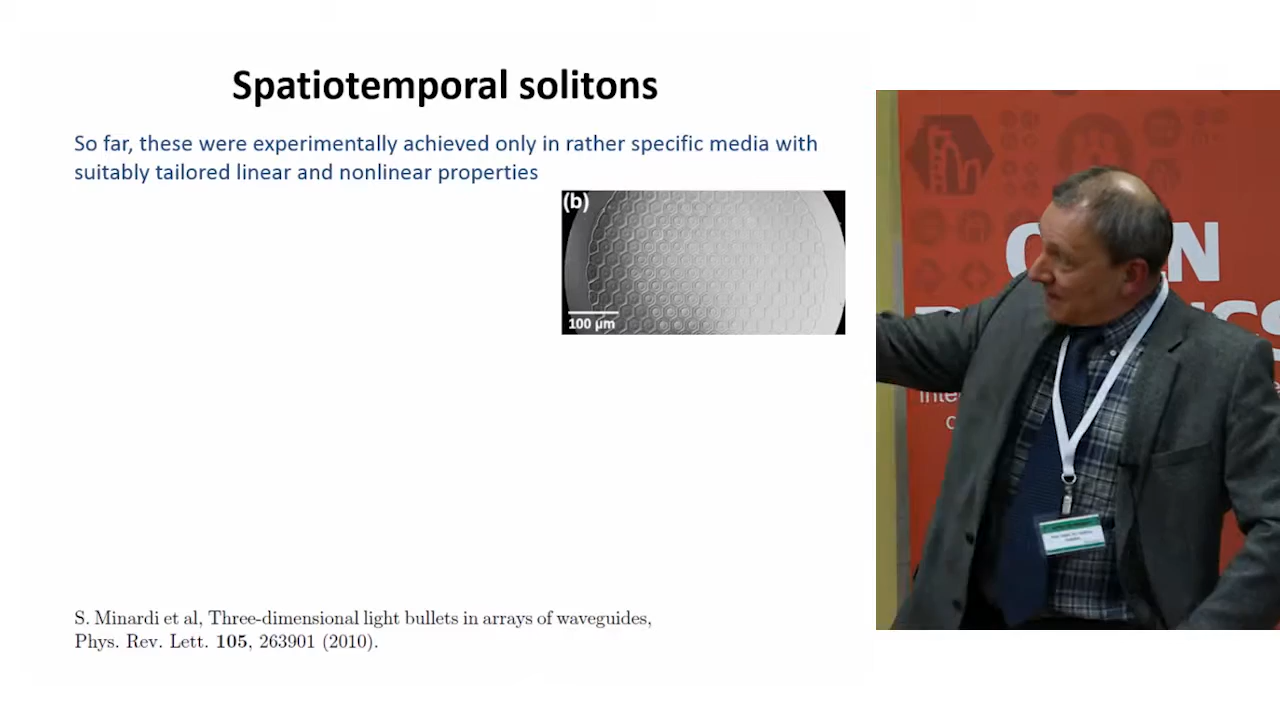 Spatiotemporal solitons
So far, these were experimentally achieved only in rather specific media with
suitably tailored linear and nonlinear properties
(b)
100 µm
S. Minardi et al, Three-dimensional light bullets in arrays of waveguides,
Phys. Rev. Lett. 105, 263901 (2010).